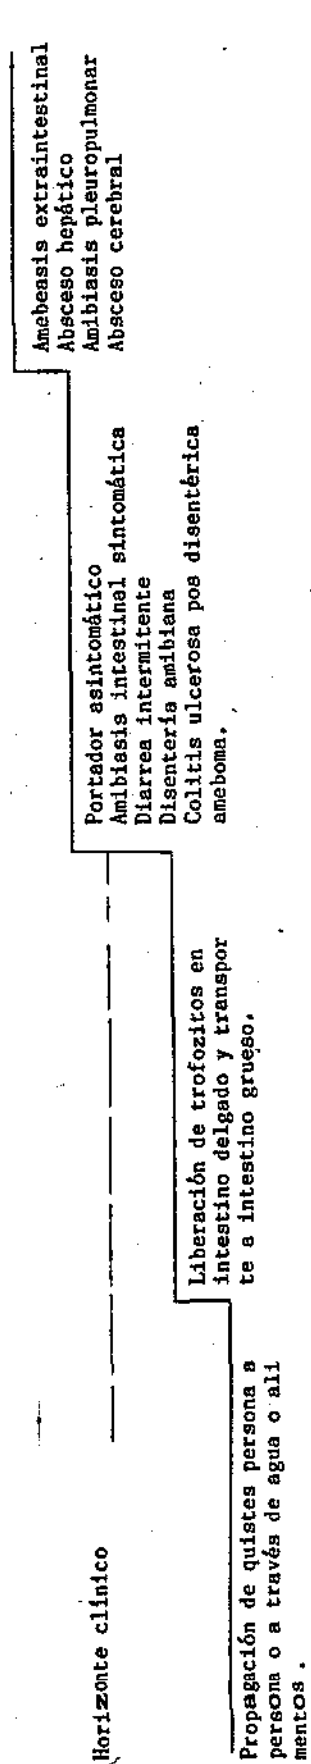 Horizonte clínico
Propagación de quistes persona a
persona o a través de agua o ali
mentos.
Liberación de trofozitos en
intestino delgado y transpor
te a intestino grueso.
Portador asintomático
Amibiasis intestinal sintomática
Diarrea intermitente
Disentería amibiana
Colitis ulcerosa pos disentérica
ameboma.
Amebeasis extraintestinal
Absceso hepático
Amibiasis pleuropulmonar
Absceso cerebral